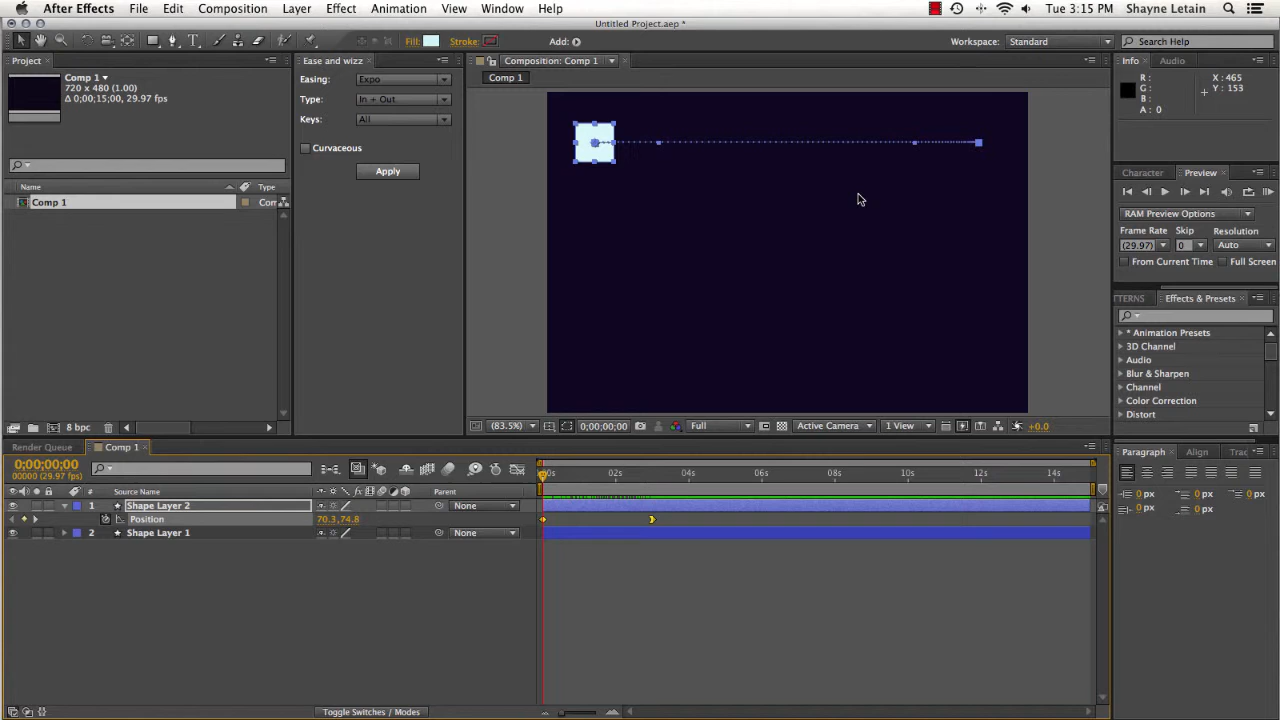 After Effects File Edit Composition Layer Effect Animation View Window Help Tue 3:15 PM Shayne Letain
Untitled Project.aep *
Fill: Stroke: Add: Workspace: Standard Search Help
Project
Comp 1
720 x 480 (1.00)
Δ 0;00;15;00, 29.97 fps
Name Type
Comp 1 Con
8 bpc
Ease and wizz
Easing: Expo
Type: In + Out
Keys: All
Curvaceous
Apply
Composition: Comp 1
Comp 1
(83.5%) 0;00;00;00 Full Active Camera 1 View +0.0
Info Audio
R: X: 465
G: Y: 153
B:
A: 0
Character Preview
RAM Preview Options
Frame Rate Skip Resolution
(29.97) 0 Auto
From Current Time Full Screen
TTERNS Effects & Presets
* Animation Presets
3D Channel
Audio
Blur & Sharpen
Channel
Color Correction
Distort
Render Queue Comp 1
0;00;00;00
00000 (29.97 fps)
:00s 02s 04s 06s 08s 10s 12s 14s
# Source Name Parent
1 Shape Layer 2 None
Position 70.3,74.8
2 Shape Layer 1 None
Toggle Switches / Modes
Paragraph Align Trac
0 px 0 px 0 px
0 px 0 px